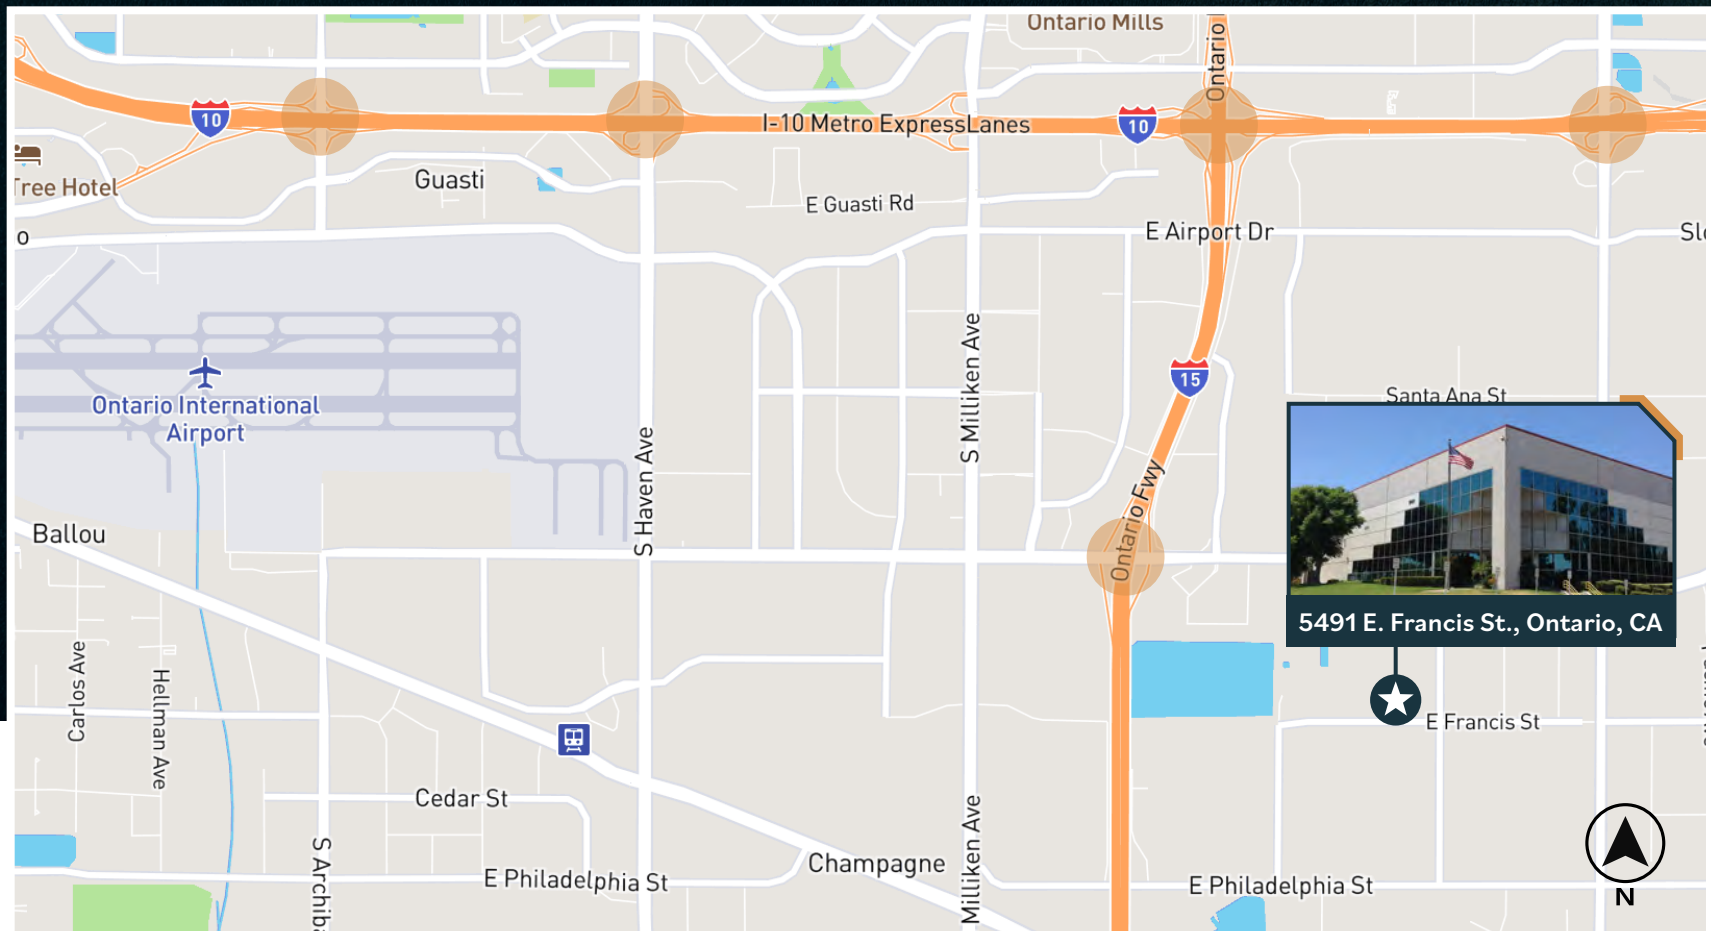 Ontario Mills
Ontario
10
I-10 Metro ExpressLanes
10
Tree Hotel
Guasti
E Guasti Rd
E Airport Dr
S Milliken Ave
15
Ontario International
Airport
Santa Ana St
S Haven Ave
Ontario Fwy
Ballou
5491 E. Francis St., Ontario, CA
Carlos Ave
Hellman Ave
E Francis St
Cedar St
S Archiba
E Philadelphia St
Champagne
Milliken Ave
E Philadelphia St
N